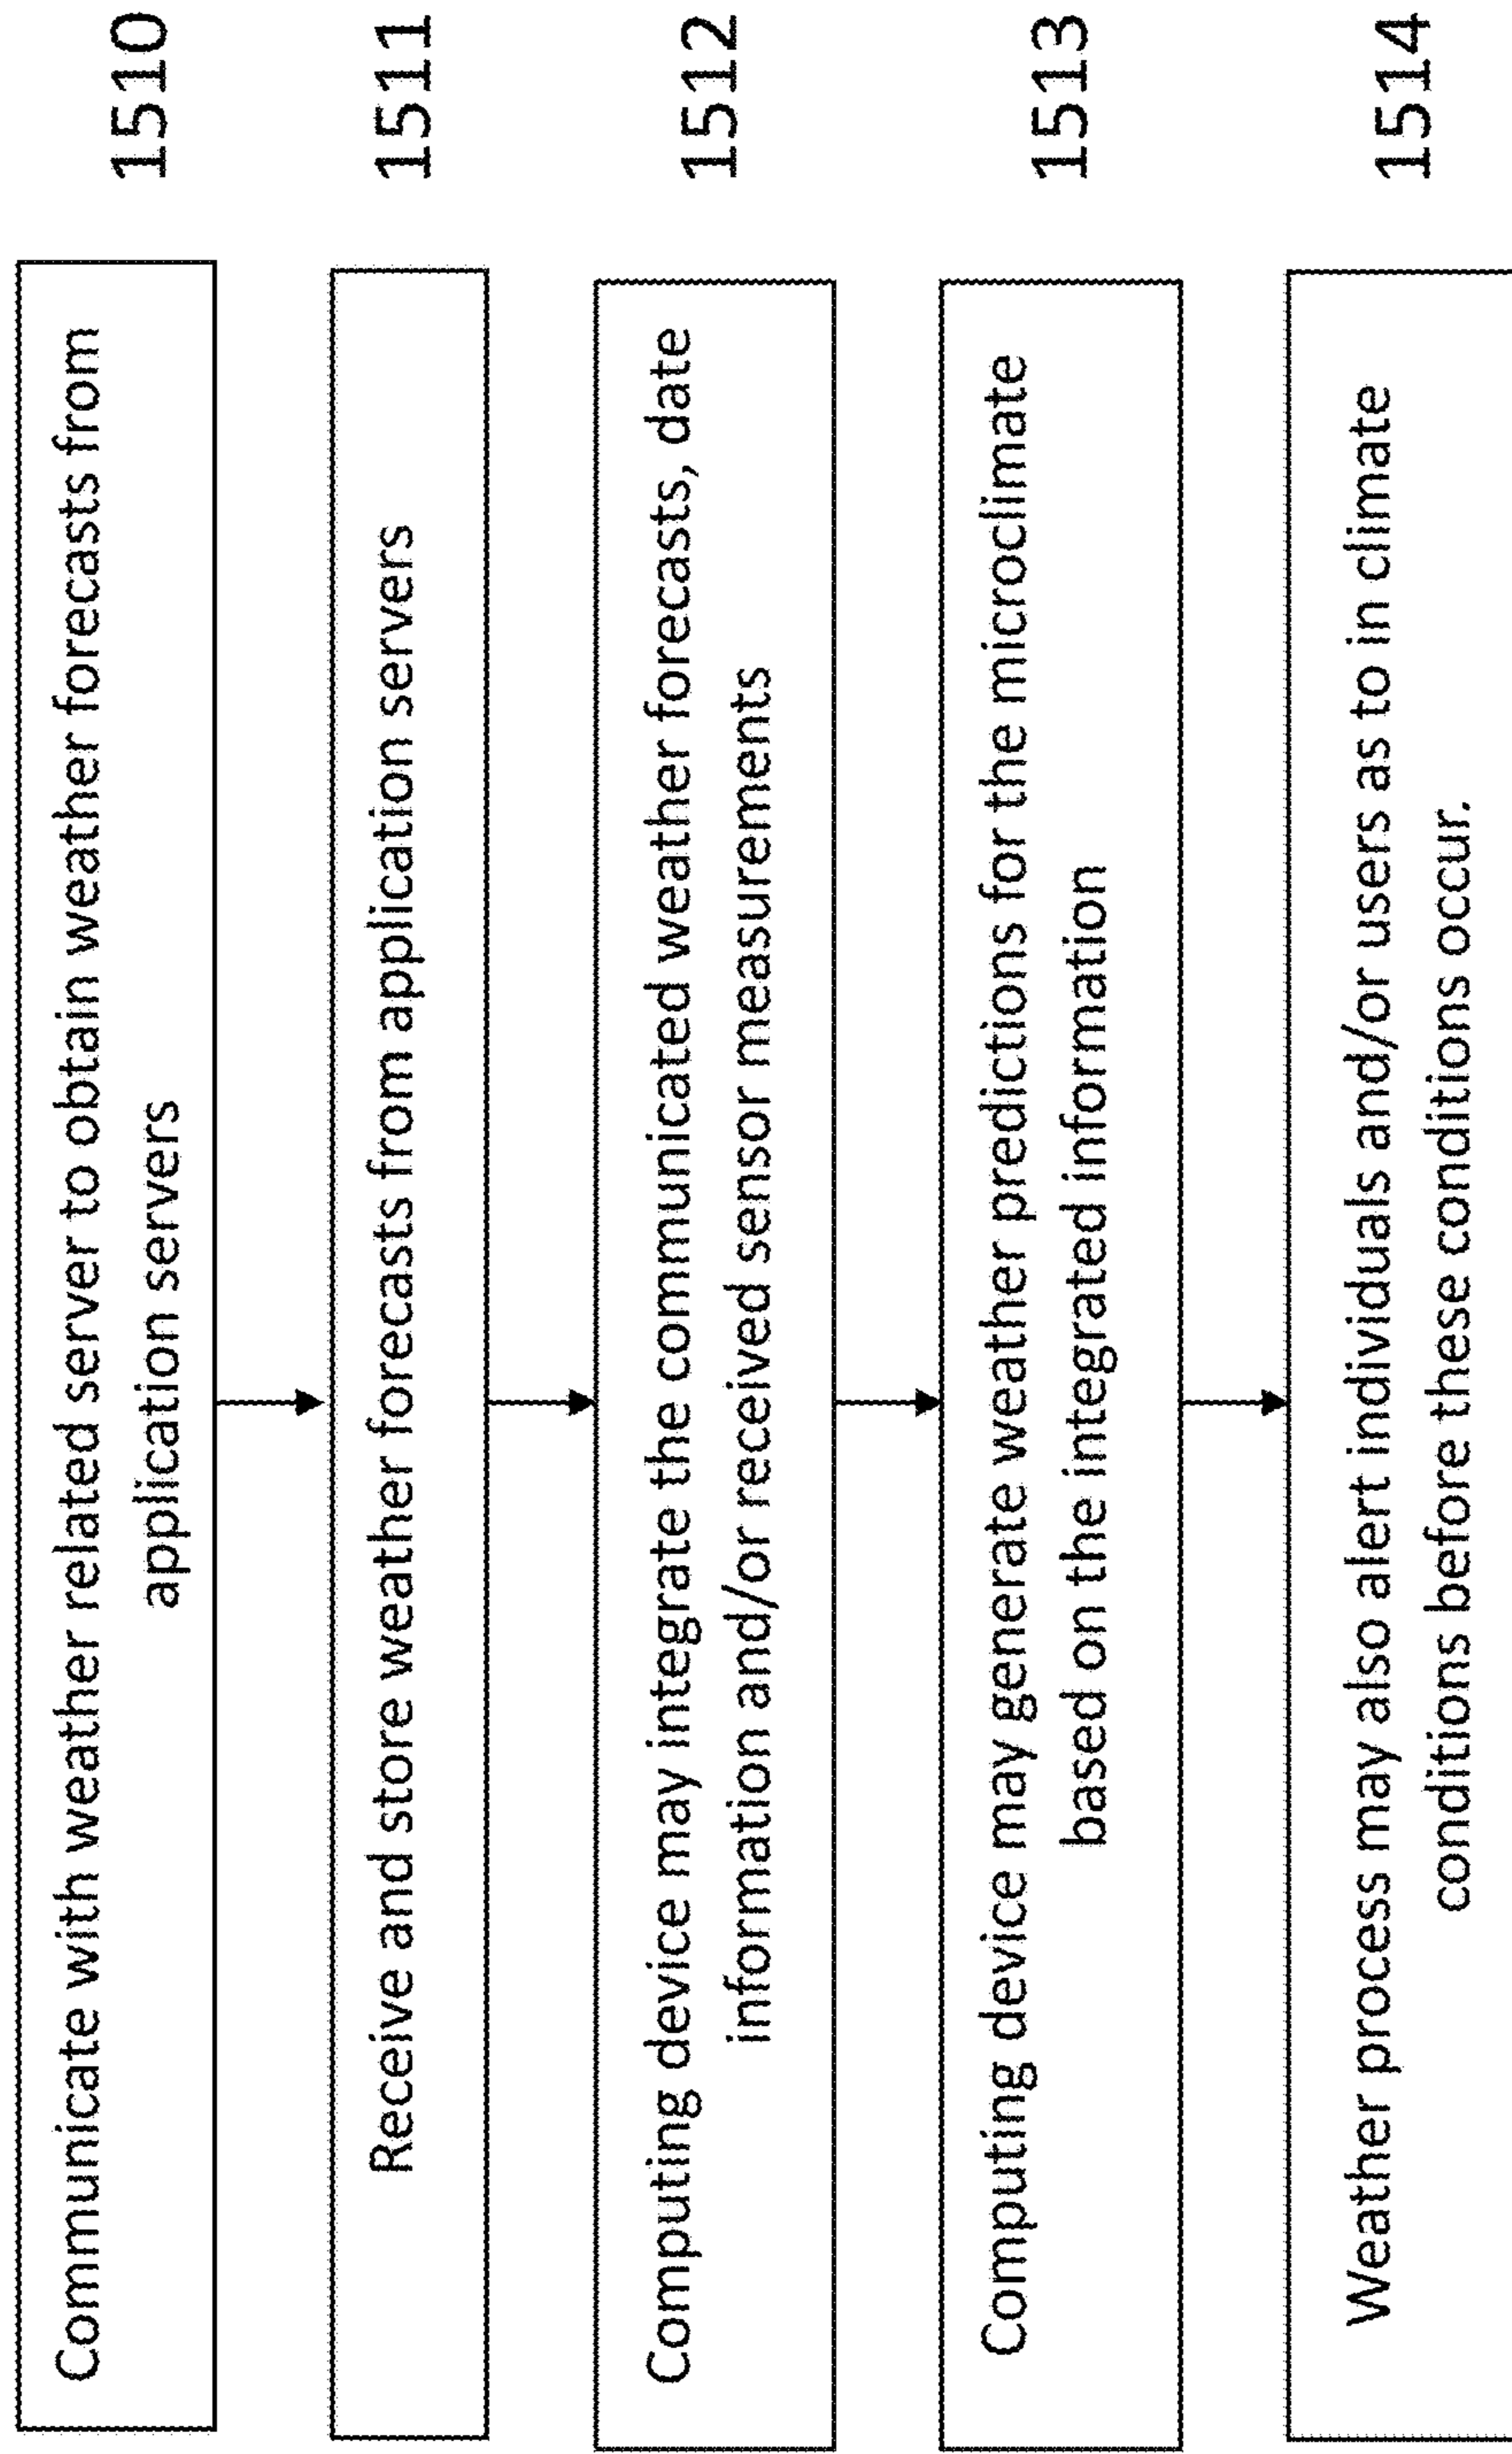 Communicate with weather related server to obtain weather forecasts from
application servers
1510
Receive and store weather forecasts from application servers
1511
Computing device may integrate the communicated weather forecasts, date
information and/or received sensor measurements
1512
Computing device may generate weather predictions for the microclimate
based on the integrated information
1513
Weather process may also alert individuals and/or users as to in climate
conditions before these conditions occur.
1514